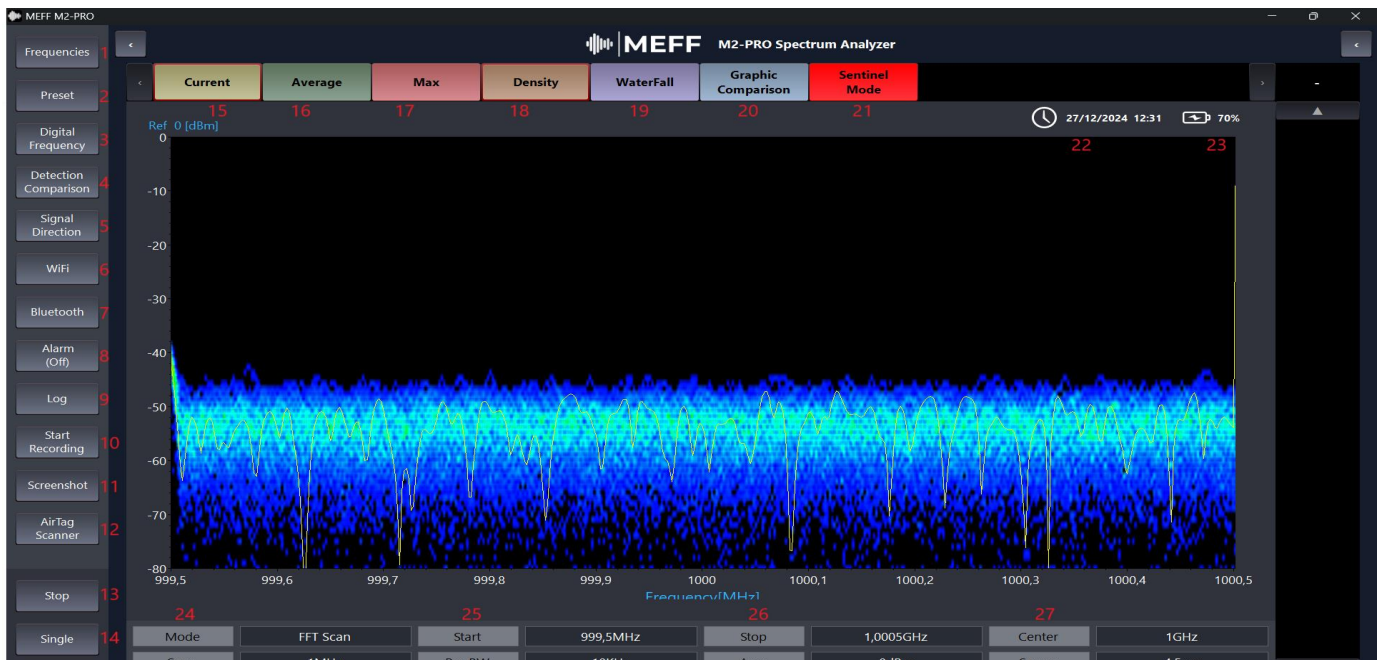 MEFF M2-PRO
MEFF M2-PRO Spectrum Analyzer
Frequencies 1
Preset 2
Digital
Frequency 3
Detection
Comparison 4
Signal
Direction 5
WiFi 6
Bluetooth 7
Alarm
(Off) 8
Log 9
Start
Recording 10
Screenshot 11
AirTag
Scanner 12
Stop 13
Single 14
Current Average Max Density WaterFall Graphic
Comparison Sentinel
Mode
15 16 17 18 19 20 21
Ref 0 [dBm]
27/12/2024 12:31 70%
22 23
0
-10
-20
-30
-40
-50
-60
-70
-80
999,5 999,6 999,7 999,8 999,9 1000 1000,1 1000,2 1000,3 1000,4 1000,5
Frequency[MHz]
24 25 26 27
Mode FFT Scan Start 999,5MHz Stop 1,0005GHz Center 1GHz